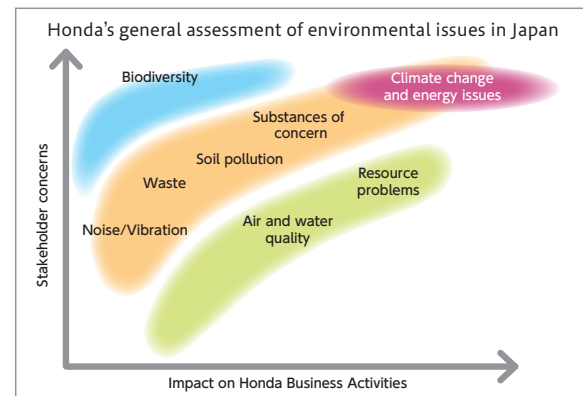 Honda's general assessment of environmental issues in Japan
Stakeholder concerns
Biodiversity
Climate change
and energy issues
Substances of
concern
Soil pollution
Waste
Resource
problems
Noise/Vibration
Air and water
quality
Impact on Honda Business Activities